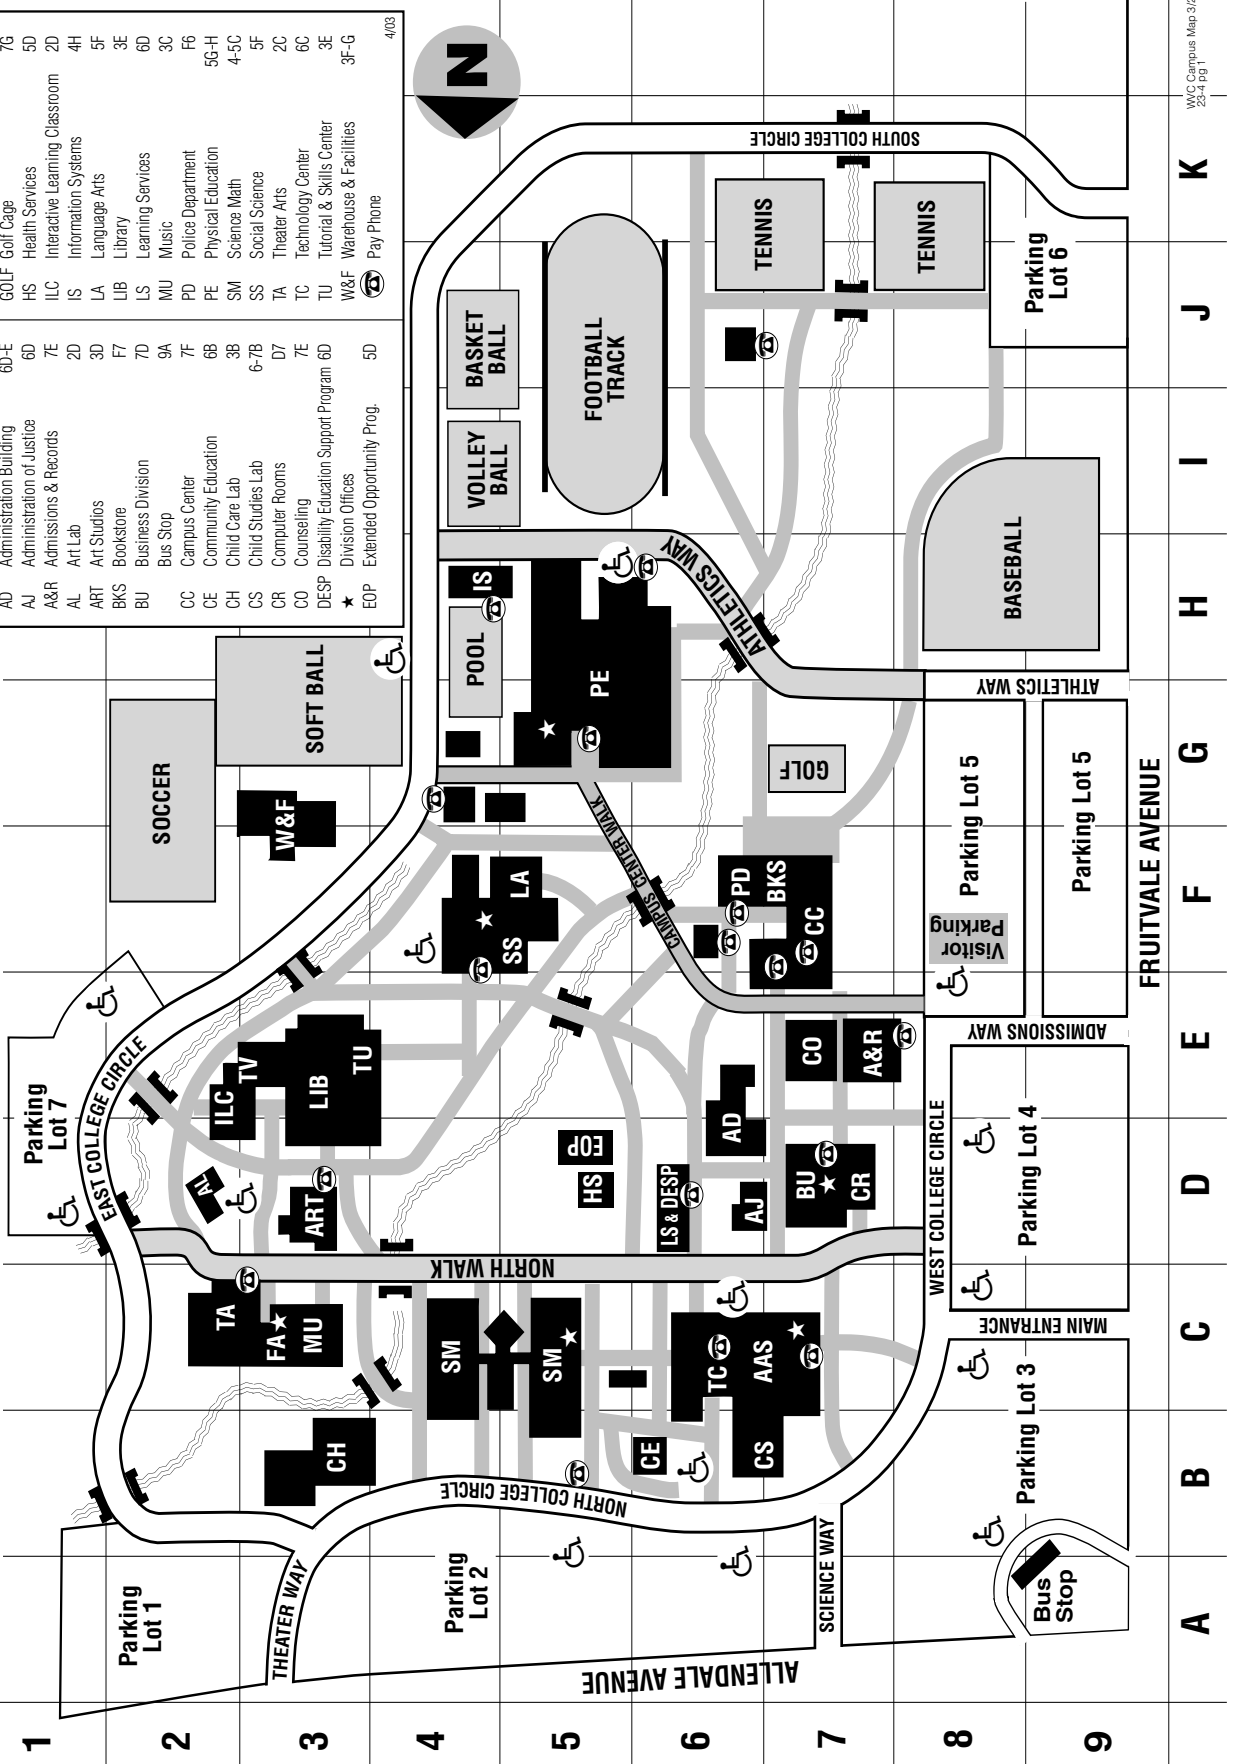 AD Administration Building 6D-E
AJ Administration of Justice 6D
A&R Admissions & Records 7E
AL Art Lab 2D
ART Art Studios 3D
BKS Bookstore F7
BU Business Division 7D
Bus Stop 9A
CC Campus Center 7F
CE Community Education 6B
CH Child Care Lab 3B
CS Child Studies Lab 6-7B
CR Computer Rooms D7
CO Counseling 7E
DESP Disability Education Support Program 6D
★ Division Offices
EOP Extended Opportunity Prog. 5D
GOLF Golf Cage 7G
HS Health Services 5D
ILC Interactive Learning Classroom 2D
IS Information Systems 4H
LA Language Arts 5F
LIB Library 3E
LS Learning Services 6D
MU Music 3C
PD Police Department F6
PE Physical Education 5G-H
SM Science Math 4-5C
SS Social Science 5F
TA Theater Arts 2C
TC Technology Center 6C
TU Tutorial & Skills Center 3E
W&F Warehouse & Facilities 3F-G
Pay Phone
4/03
N
1
2
3
4
5
6
7
8
9
A
B
C
D
E
F
G
H
I
J
K
Parking
Lot 1
Parking
Lot 7
SOCCER
SOFT BALL
W&F
EAST COLLEGE CIRCLE
THEATER WAY
CH
TA
FA★
MU
AL
ART
ILC
TV
LIB
TU
Parking
Lot 2
ALLENDALE AVENUE
NORTH COLLEGE CIRCLE
SM
SM
★
NORTH WALK
HS
EOP
SS
★
LA
POOL
IS
PE
★
VOLLEY
BALL
BASKET
BALL
FOOTBALL
TRACK
CE
CS
TC
AAS
★
LS & DESP
AJ
AD
BU
★
CR
CO
A&R
CAMPUS CENTER WALK
PD
BKS
CC
GOLF
ATHLETICS WAY
TENNIS
TENNIS
SOUTH COLLEGE CIRCLE
SCIENCE WAY
WEST COLLEGE CIRCLE
Bus
Stop
Parking Lot 3
MAIN ENTRANCE
Parking Lot 4
ADMISSIONS WAY
Visitor
Parking
Parking Lot 5
Parking Lot 5
ATHLETICS WAY
BASEBALL
Parking
Lot 6
FRUITVALE AVENUE
23-4 pg 1
WVC Campus Map